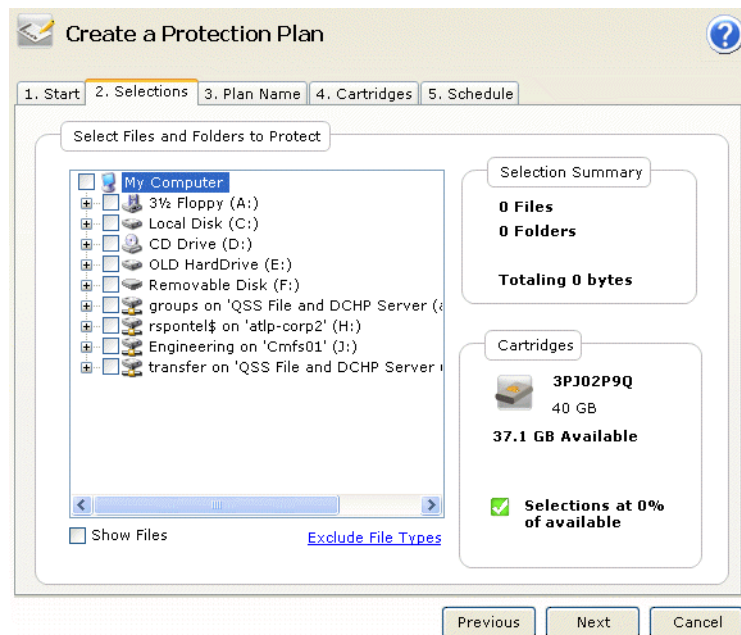 Create a Protection Plan
?
1. Start 2. Selections 3. Plan Name 4. Cartridges 5. Schedule
Select Files and Folders to Protect
My Computer
3½ Floppy (A:)
Local Disk (C:)
CD Drive (D:)
OLD HardDrive (E:)
Removable Disk (F:)
groups on 'QSS File and DCHP Server (
rspontel$ on 'atlp-corp2' (H:)
Engineering on 'Cmfs01' (J:)
transfer on 'QSS File and DCHP Server
Show Files
Exclude File Types
Selection Summary
0 Files
0 Folders
Totaling 0 bytes
Cartridges
3PJ02P9Q
40 GB
37.1 GB Available
Selections at 0%
of available
Previous Next Cancel